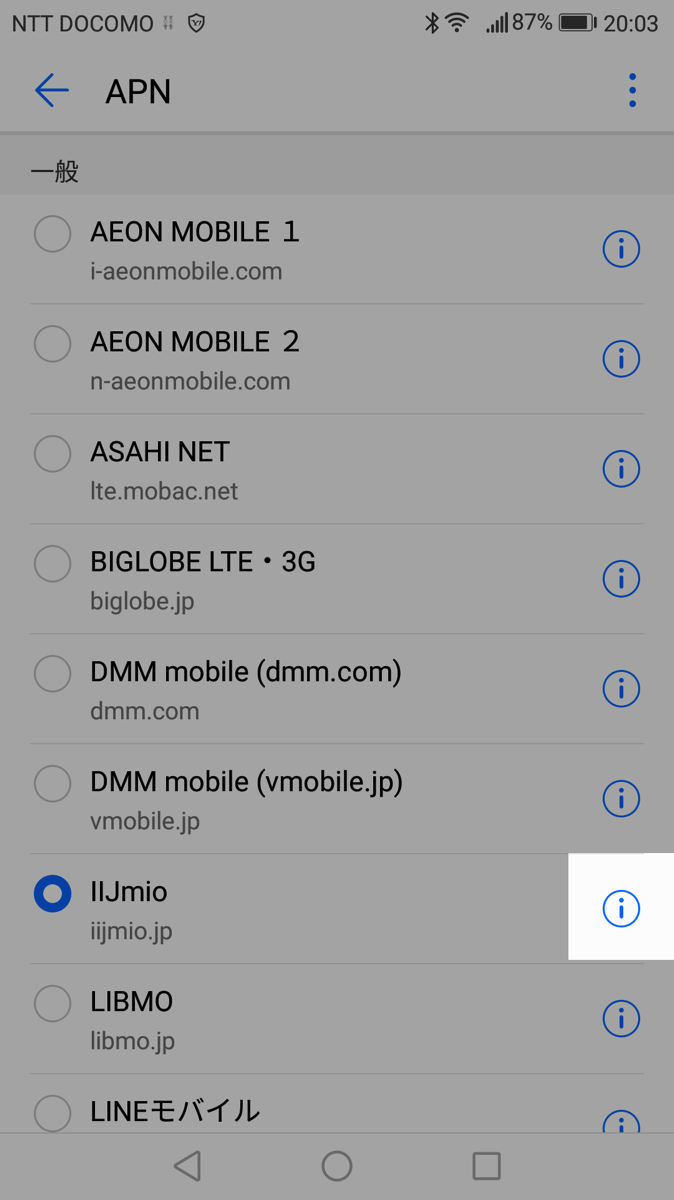 NTT DOCOMO 87% 20:03
APN
一般
AEON MOBILE １
i-aeonmobile.com
AEON MOBILE ２
n-aeonmobile.com
ASAHI NET
lte.mobac.net
BIGLOBE LTE・3G
biglobe.jp
DMM mobile (dmm.com)
dmm.com
DMM mobile (vmobile.jp)
vmobile.jp
IIJmio
iijmio.jp
LIBMO
libmo.jp
LINEモバイル